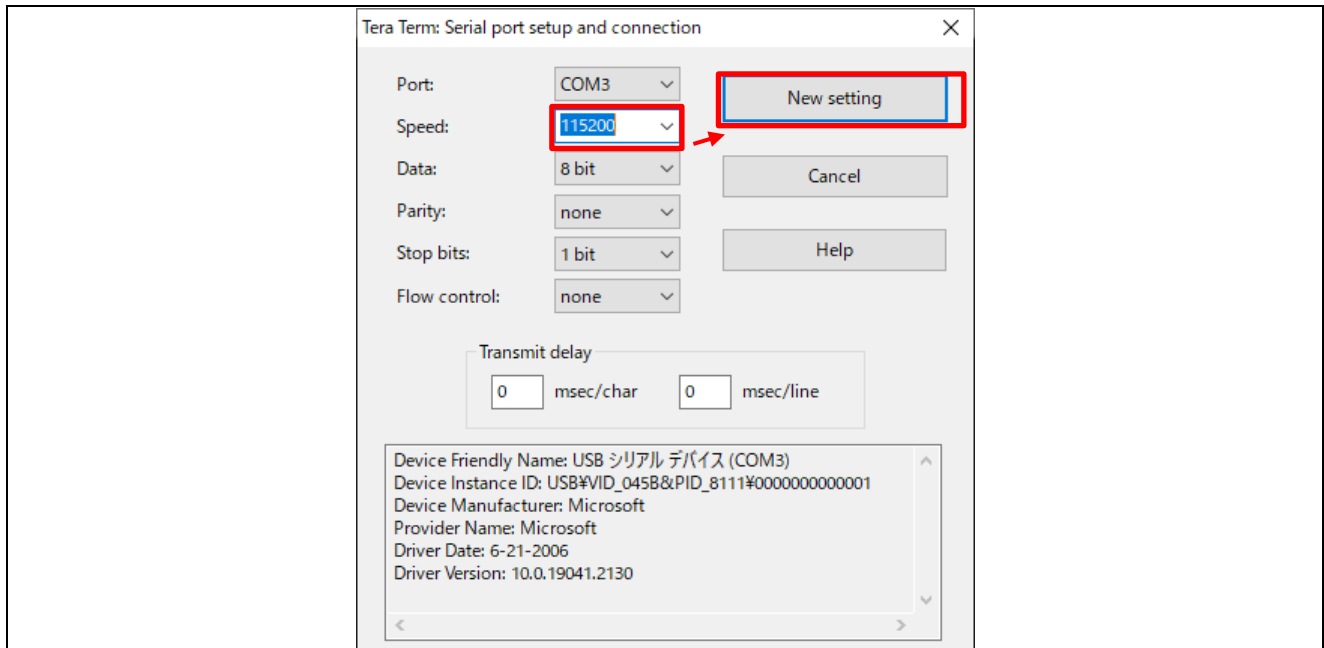 Tera Term: Serial port setup and connection
Port: COM3 New setting
Speed: 115200
Data: 8 bit Cancel
Parity: none
Stop bits: 1 bit Help
Flow control: none
Transmit delay
0 msec/char 0 msec/line
Device Friendly Name: USB シリアル デバイス (COM3)
Device Instance ID: USB¥VID_045B&PID_8111¥0000000000001
Device Manufacturer: Microsoft
Provider Name: Microsoft
Driver Date: 6-21-2006
Driver Version: 10.0.19041.2130